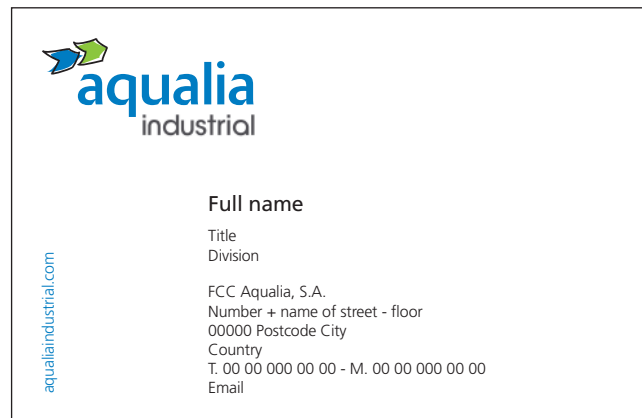 aqualia
industrial
Full name
Title
Division
FCC Aqualia, S.A.
Number + name of street - floor
00000 Postcode City
Country
T. 00 00 000 00 00 - M. 00 00 000 00 00
Email
aqualiaindustrial.com